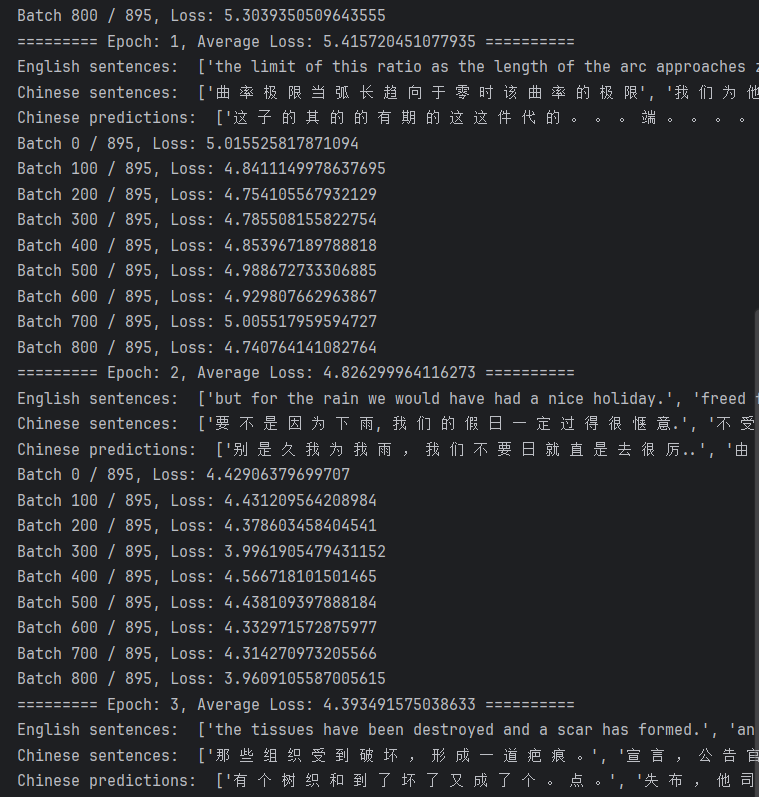 Batch 800 / 895, Loss: 5.3039350509643555
========= Epoch: 1, Average Loss: 5.415720451077935 ==========
English sentences:  ['the limit of this ratio as the length of the arc approaches z
Chinese sentences:  ['曲 率 极 限 当 弧 长 趋 向 于 零 时 该 曲 率 的 极 限', '我 们 为 他
Chinese predictions:  ['这 子 的 其 的 的 有 期 的 这 这 件 代 的 。 。 。 端 。 。 。 。
Batch 0 / 895, Loss: 5.015525817871094
Batch 100 / 895, Loss: 4.8411149978637695
Batch 200 / 895, Loss: 4.754105567932129
Batch 300 / 895, Loss: 4.785508155822754
Batch 400 / 895, Loss: 4.853967189788818
Batch 500 / 895, Loss: 4.988672733306885
Batch 600 / 895, Loss: 4.929807662963867
Batch 700 / 895, Loss: 5.005517959594727
Batch 800 / 895, Loss: 4.740764141082764
========= Epoch: 2, Average Loss: 4.826299964116273 ==========
English sentences:  ['but for the rain we would have had a nice holiday.', 'freed f
Chinese sentences:  ['要 不 是 因 为 下 雨, 我 们 的 假 日 一 定 过 得 很 惬 意.', '不 受
Chinese predictions:  ['别 是 久 我 为 我 雨 ， 我 们 不 要 日 就 直 是 去 很 厉..', '由
Batch 0 / 895, Loss: 4.42906379699707
Batch 100 / 895, Loss: 4.431209564208984
Batch 200 / 895, Loss: 4.378603458404541
Batch 300 / 895, Loss: 3.9961905479431152
Batch 400 / 895, Loss: 4.566718101501465
Batch 500 / 895, Loss: 4.438109397888184
Batch 600 / 895, Loss: 4.332971572875977
Batch 700 / 895, Loss: 4.314270973205566
Batch 800 / 895, Loss: 3.9609105587005615
========= Epoch: 3, Average Loss: 4.393491575038633 ==========
English sentences:  ['the tissues have been destroyed and a scar has formed.', 'an
Chinese sentences:  ['那 些 组 织 受 到 破 坏 ， 形 成 一 道 疤 痕 。', '宣 言 ， 公 告 官
Chinese predictions:  ['有 个 树 织 和 到 了 坏 了 又 成 了 个 。 点 。', '失 布 ， 他 司